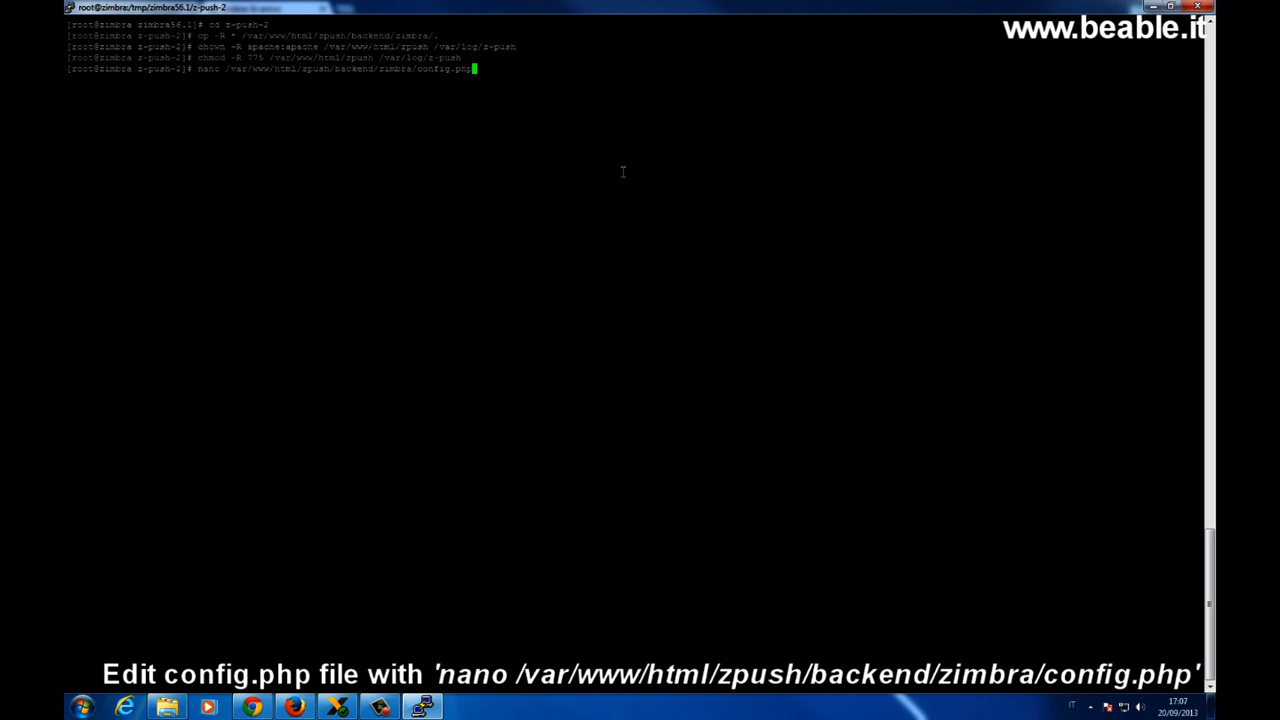 root@zimbra:/tmp/zimbra56.1/z-push-2
www.beable.it
[root@zimbra zimbra56.1]# cd z-push-2
[root@zimbra z-push-2]# cp -R * /var/www/html/zpush/backend/zimbra/.
[root@zimbra z-push-2]# chown -R apache:apache /var/www/html/zpush /var/log/z-push
[root@zimbra z-push-2]# chmod -R 775 /var/www/html/zpush /var/log/z-push
[root@zimbra z-push-2]# nano /var/www/html/zpush/backend/zimbra/config.php
Edit config.php file with 'nano /var/www/html/zpush/backend/zimbra/config.php'
IT
17:07
20/09/2013